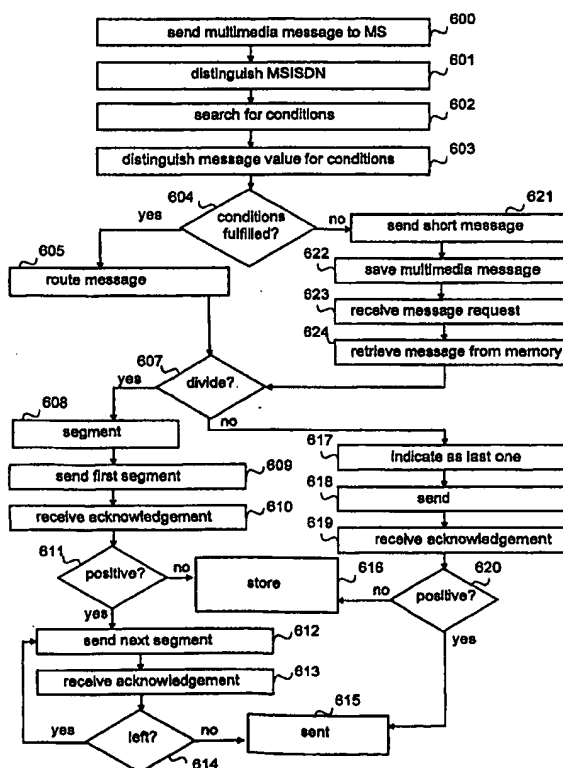 send multimedia message to MS 600
distinguish MSISDN 601
search for conditions 602
distinguish message value for conditions 603
604 conditions fulfilled?
yes
no
605
route message
621
send short message
622
save multimedia message
623
receive message request
624
retrieve message from memory
607
divide?
yes
no
608
segment
send first segment 609
receive acknowledgement 610
611 positive?
no
yes
617
indicate as last one
618
send
619
receive acknowledgement
620
positive?
no
yes
616
store
send next segment 612
receive acknowledgement 613
yes
left?
no
614
615
sent